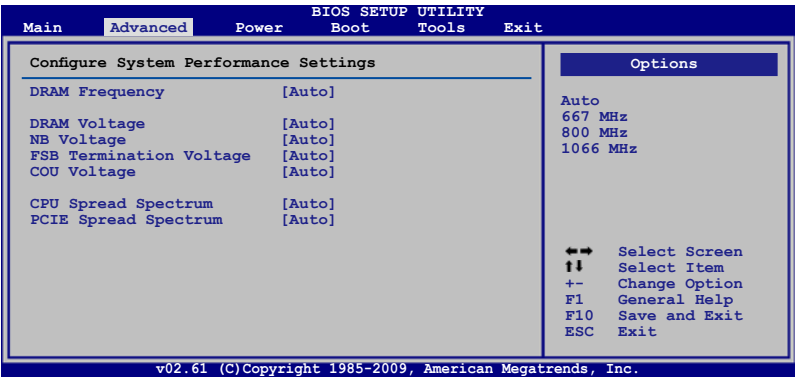 BIOS SETUP UTILITY
Main Advanced Power Boot Tools Exit
Configure System Performance Settings
DRAM Frequency [Auto]
DRAM Voltage [Auto]
NB Voltage [Auto]
FSB Termination Voltage [Auto]
COU Voltage [Auto]
CPU Spread Spectrum [Auto]
PCIE Spread Spectrum [Auto]
Options
Auto
667 MHz
800 MHz
1066 MHz
←→ Select Screen
↑↓ Select Item
+- Change Option
F1 General Help
F10 Save and Exit
ESC Exit
v02.61 (C)Copyright 1985-2009, American Megatrends, Inc.